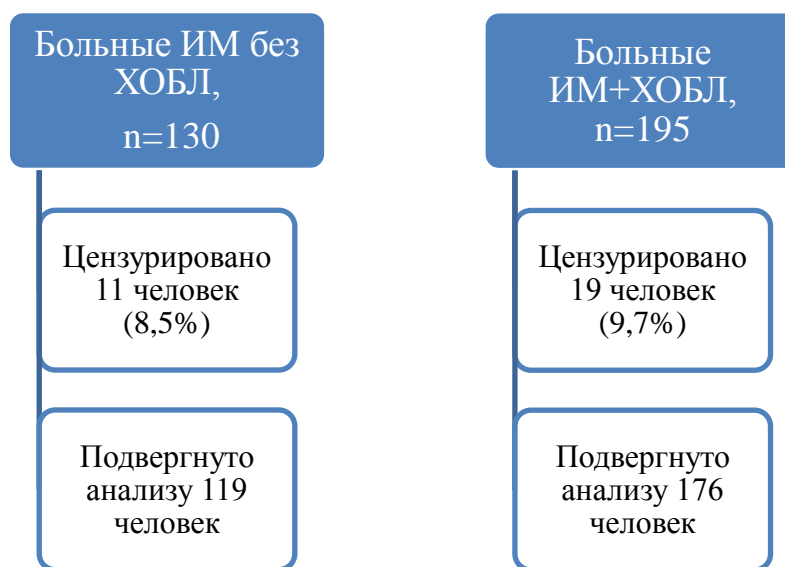 Больные ИМ без
ХОБЛ,
n=130
Цензурировано
11 человек
(8,5%)
Подвергнуто
анализу 119
человек
Больные
ИМ+ХОБЛ,
n=195
Цензурировано
19 человек
(9,7%)
Подвергнуто
анализу 176
человек